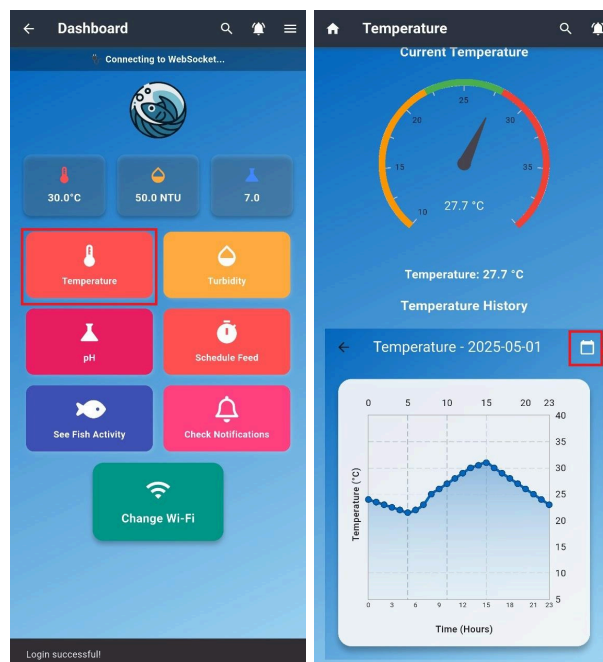 Dashboard
Connecting to WebSocket...
30.0°C
50.0 NTU
7.0
Temperature
Turbidity
pH
Schedule Feed
See Fish Activity
Check Notifications
Change Wi-Fi
Login successful!
Temperature
Current Temperature
10
15
20
25
30
35
27.7 °C
Temperature: 27.7 °C
Temperature History
Temperature - 2025-05-01
0 5 10 15 20 23
40
35
30
25
20
15
10
5
Temperature (°C)
0 3 6 9 12 15 18 21 23
Time (Hours)